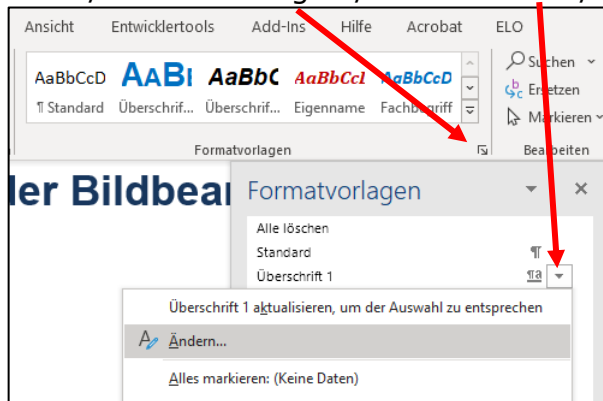 Ansicht Entwicklertools Add-Ins Hilfe Acrobat ELO
AaBbCcD AABI AaBbC AaBbCcl AaBbCcD
¶ Standard Überschrif... Überschrif... Eigenname Fachbegriff
Suchen
Ersetzen
Markieren
Formatvorlagen
Bearbeiten
der Bildbear
Formatvorlagen
Alle löschen
Standard ¶
Überschrift 1 ¶a
Überschrift 1 aktualisieren, um der Auswahl zu entsprechen
Ändern...
Alles markieren: (Keine Daten)